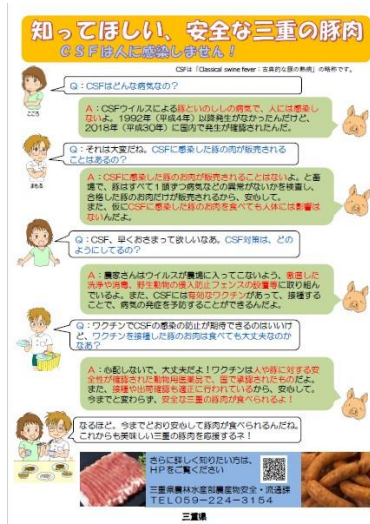 知ってほしい、安全な三重の豚肉
CSFは人に感染しません!
CSFは「Classical swine fever:古典的な豚の熱病」の略称です。
Q:CSFはどんな病気なの?
こころ
A:CSFウイルスによる豚といのししの病気で、人には感染し
ないよ。1992年(平成4年)以降発生がなかったんだけど、
2018年(平成30年)に国内で発生が確認されたんだ。
Q:それは大変だね。CSFに感染した豚の肉が販売される
ことはあるの?
まもる
A:CSFに感染した豚のお肉が販売されることはないよ。と畜
場で、豚はすべて1頭ずつ病気などの異常がないかを検査し、
合格した豚のお肉だけが販売されるから、安心して。
また、仮にCSFに感染した豚のお肉を食べても人体には影響は
ないんだよ。
Q:CSF、早くおさまって欲しいなあ。CSF対策は、どの
ようにしてるの?
A:農家さんはウイルスが農場に入ってこないよう、徹底した
洗浄や消毒、野生動物の侵入防止フェンスの設置等に取り組ん
でいるよ。また、CSFには有効なワクチンがあって、接種する
ことで、病気の発症を予防することができるんだよ。
Q:ワクチンでCSFの感染の防止が期待できるのはいいけ
ど、ワクチンを接種した豚のお肉は食べても大丈夫なのか
なあ?
A:心配しないで、大丈夫だよ!ワクチンは人や豚に対する安
全性が確認された動物用医薬品で、国で承認されたものだよ。
また、接種や出荷確認も適正に行われているから、安心して。
今までと変わらず、安全な三重の豚肉が食べられるよ!
なるほど。今までどおり安心して豚肉が食べられるんだね。
これからも美味しい三重の豚肉を応援するネ!
さらに詳しく知りたい方は、
HPをご覧ください
三重県農林水産部農産物安全・流通課
TEL059-224-3154
三重県